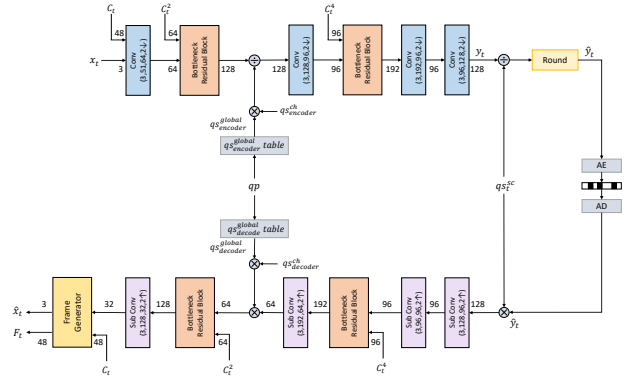 C_t
C_t^2
C_t^4
48
64
96
x_t
3
Conv
(3,51,64,2↓)
64
Bottleneck
Residual Block
128
128
Conv
(3,128,96,2↓)
96
Bottleneck
Residual Block
192
Conv
(3,192,96,2↓)
96
Conv
(3,96,128,2↓)
y_t
128
Round
ŷ_t
qs_encoder^global
qs_encoder^ch
qs_encoder^global table
qp
qs_t^sc
AE
AD
qs_decode^global table
qs_decoder^global
qs_decoder^ch
x̂_t
3
F_t
48
Frame
Generator
32
48
C_t
Sub Conv
(3,128,32,2↑)
128
Bottleneck
Residual Block
64
64
C_t^2
64
Sub Conv
(3,192,64,2↑)
192
Bottleneck
Residual Block
96
96
C_t^4
Sub Conv
(3,96,96,2↑)
96
Sub Conv
(3,128,96,2↑)
128
ŷ_t